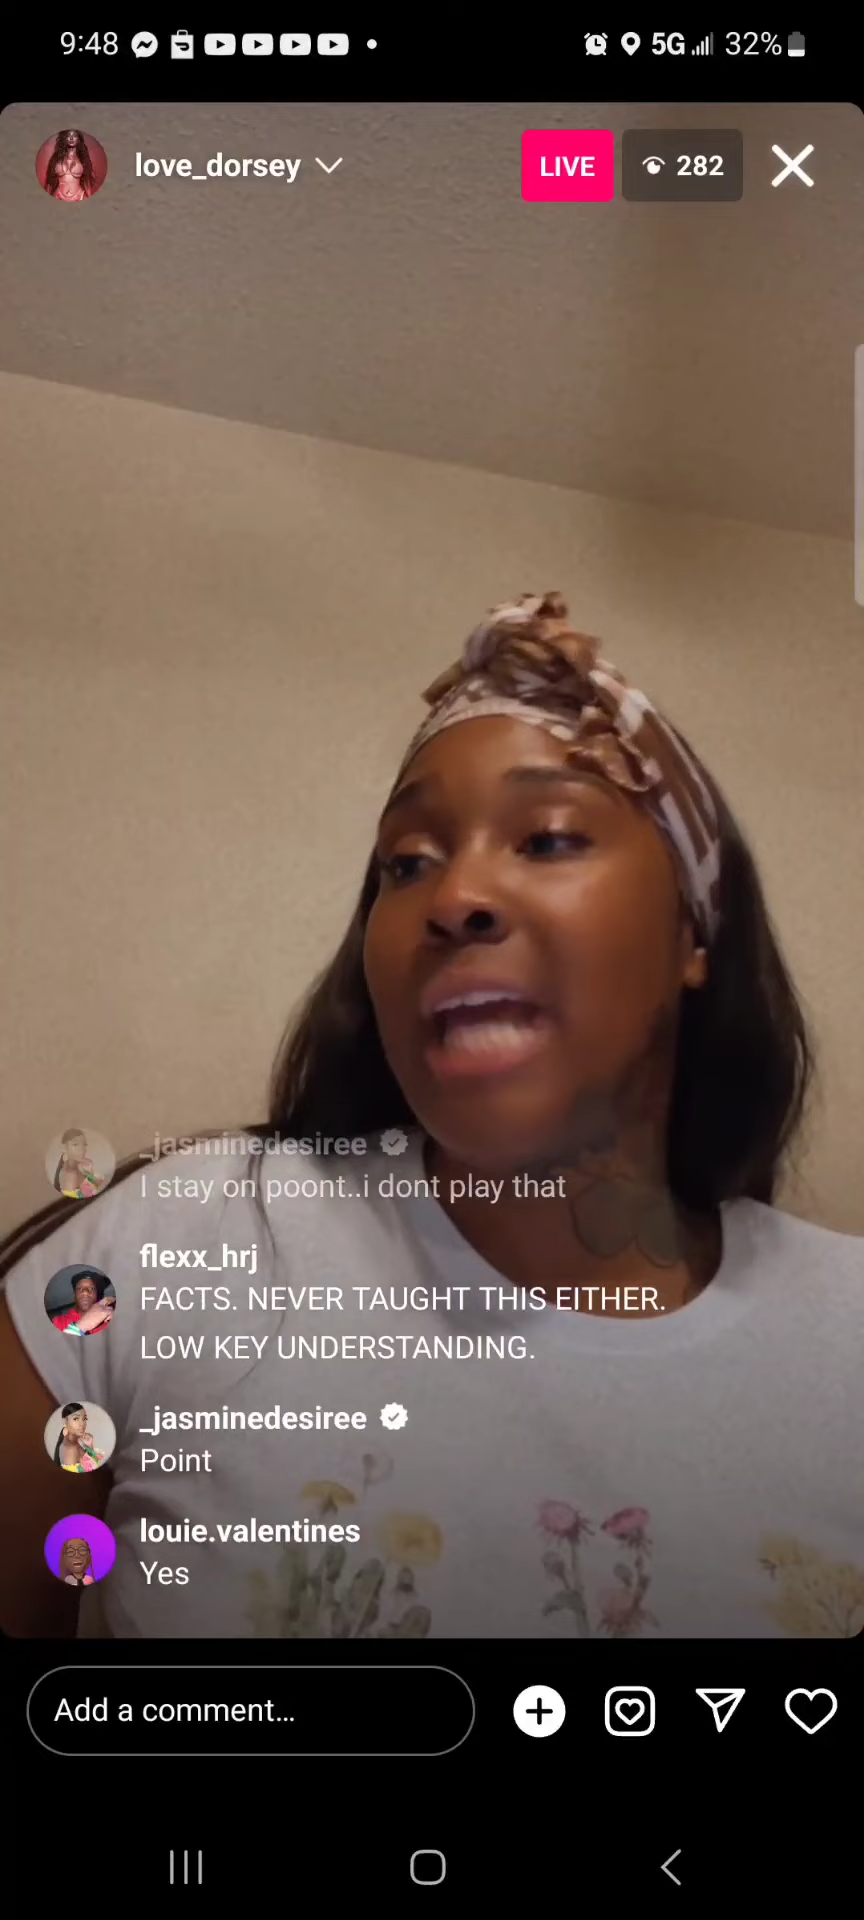 9:48
5G 32%
love_dorsey
LIVE
282
_jasminedesiree
I stay on poont..i dont play that
flexx_hrj
FACTS. NEVER TAUGHT THIS EITHER.
LOW KEY UNDERSTANDING.
_jasminedesiree
Point
louie.valentines
Yes
Add a comment...